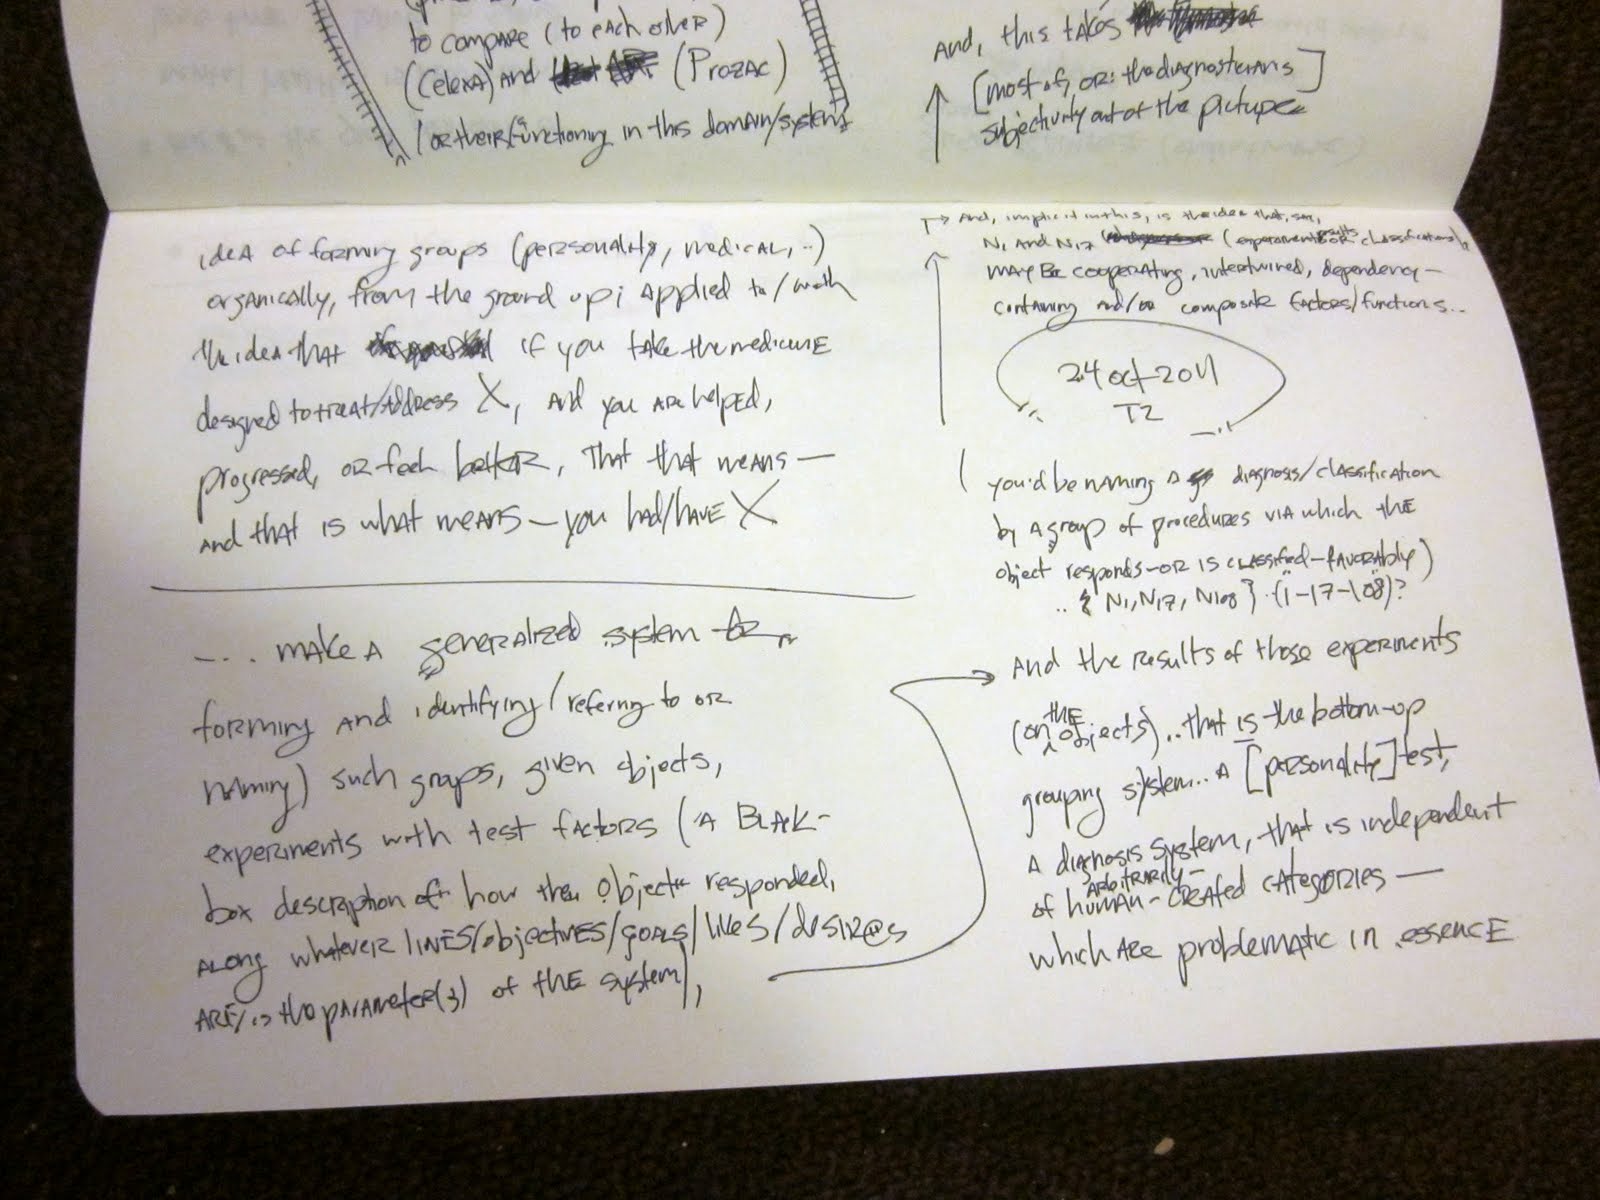 to compare (to each other)
(Celexa) and (Prozac)
(or their functioning in this domain/system
And, this takes
[most of, or: the diagnosticians]
subjectivity out of the picture
idea of forming groups (personality, medical, ..)
organically, from the ground up; applied to/with
the idea that if you take the medicine
designed to treat/address X, and you are helped,
progressed, or feel better, that that means —
and that is what means — you had/have X
... make a generalized system for
forming and identifying/referring to or
naming) such groups, given objects,
experiments with test factors (a black-
box description of how the object responded,
along whatever lines/objectives/goals/likes/desir@s
are/is the parameter(s) of the system),
→ And, implicit in this, is the idea that, say,
N1 and N17 (experiments results or classifications),
may be cooperating, intertwined, dependency-
containing and/or composite factors/functions..
24 oct 2011
T2
(you'd be naming a diagnosis/classification
by a group of procedures via which the
object responds—or is classified—favorably)
.. { N1, N17, N108 } (1-17-108)?
and the results of those experiments
(on the objects) .. that is the bottom-up
grouping system... a [personality] test,
a diagnosis system, that is independent
of arbitrarily-human-created categories —
which are problematic in essence